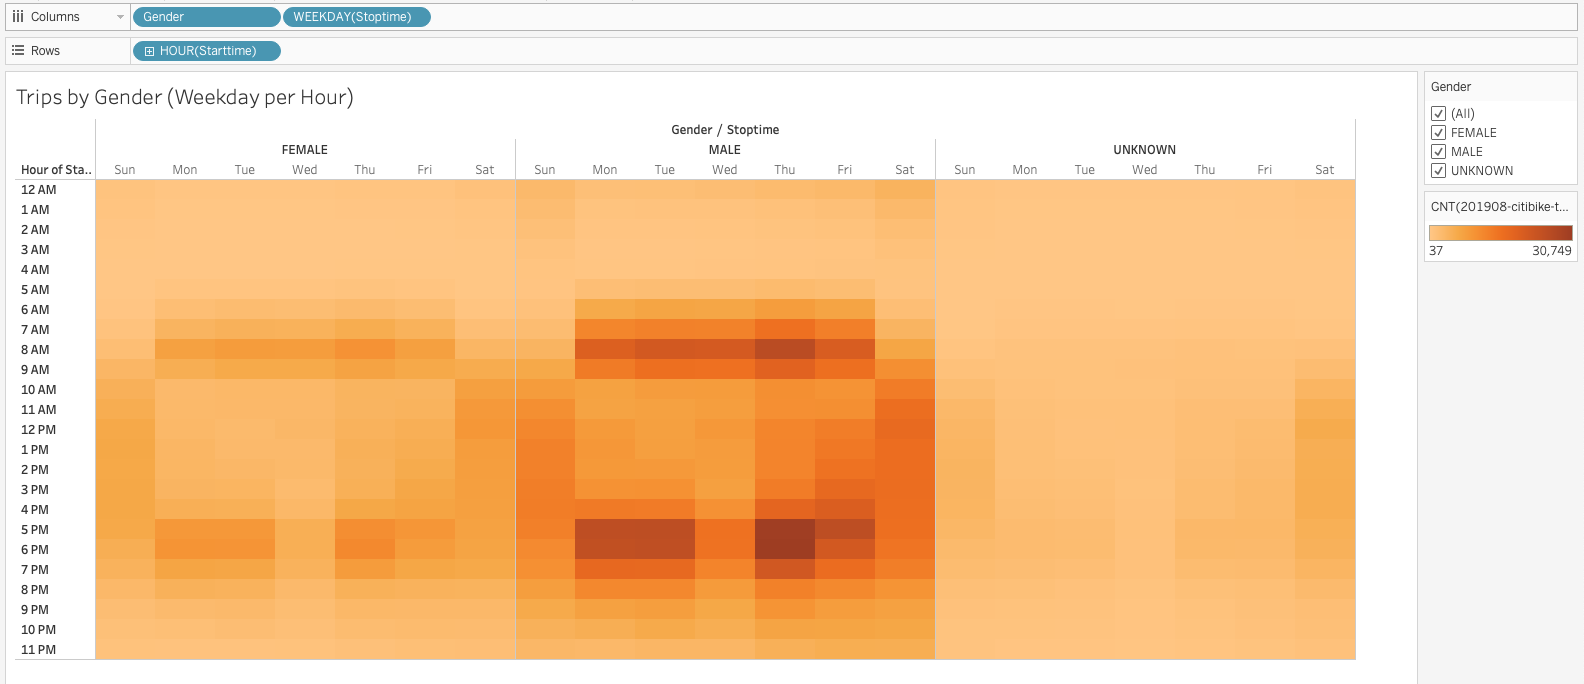 Columns Gender WEEKDAY(Stoptime)
Rows HOUR(Starttime)
Trips by Gender (Weekday per Hour)
Gender / Stoptime
FEMALE MALE UNKNOWN
Hour of Sta.. Sun Mon Tue Wed Thu Fri Sat Sun Mon Tue Wed Thu Fri Sat Sun Mon Tue Wed Thu Fri Sat
12 AM
1 AM
2 AM
3 AM
4 AM
5 AM
6 AM
7 AM
8 AM
9 AM
10 AM
11 AM
12 PM
1 PM
2 PM
3 PM
4 PM
5 PM
6 PM
7 PM
8 PM
9 PM
10 PM
11 PM
Gender
(All)
FEMALE
MALE
UNKNOWN
CNT(201908-citibike-t...
37 30,749